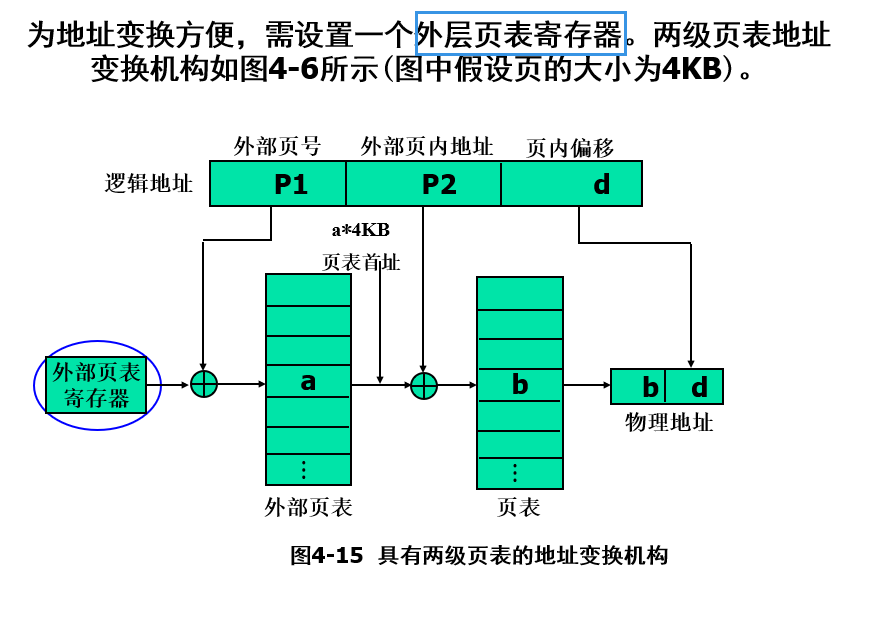 为地址变换方便，需设置一个外层页表寄存器。两级页表地址
变换机构如图4-6所示(图中假设页的大小为4KB)。
外部页号
外部页内地址
页内偏移
逻辑地址
P1
P2
d
a*4KB
页表首址
外部页表
寄存器
a
b
b
d
物理地址
⋮
⋮
外部页表
页表
图4-15 具有两级页表的地址变换机构